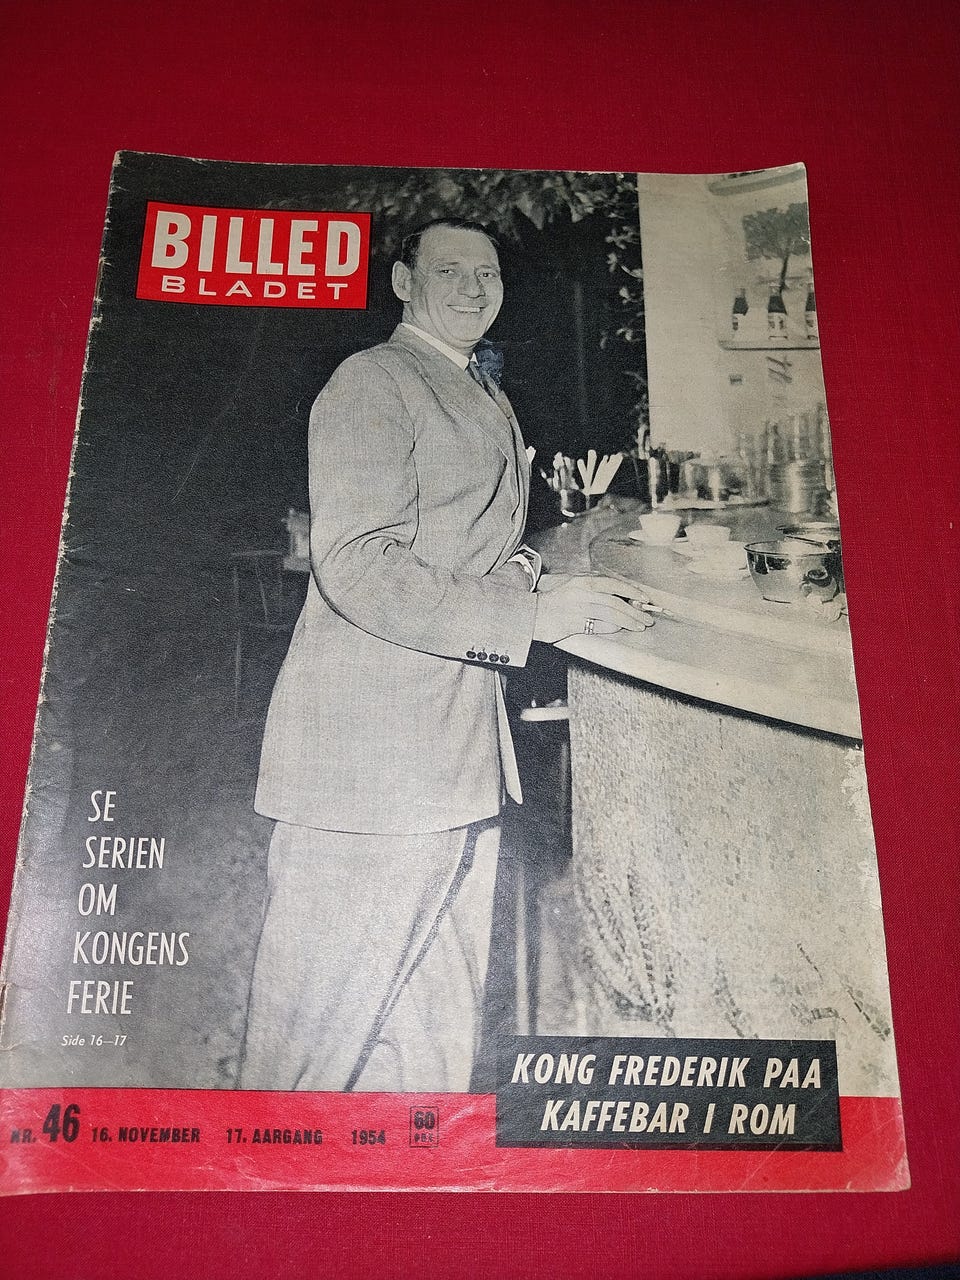 BILLED
BLADET
SE
SERIEN
OM
KONGENS
FERIE
Side 16—17
KONG FREDERIK PAA
KAFFEBAR I ROM
NR. 46 16. NOVEMBER 17. AARGANG 1954 60 ØRE